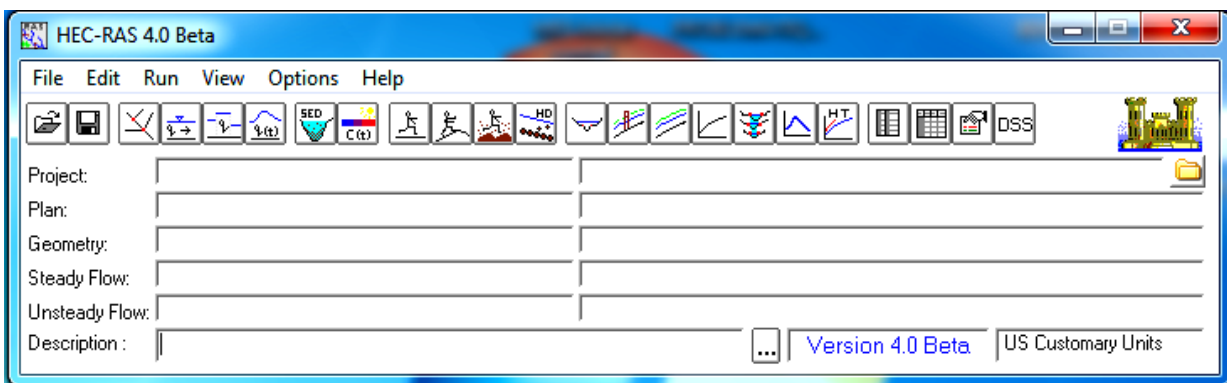 HEC-RAS 4.0 Beta
File Edit Run View Options Help
SED C(t) HD HT DSS
Project:
Plan:
Geometry:
Steady Flow:
Unsteady Flow:
Description : ... Version 4.0 Beta US Customary Units